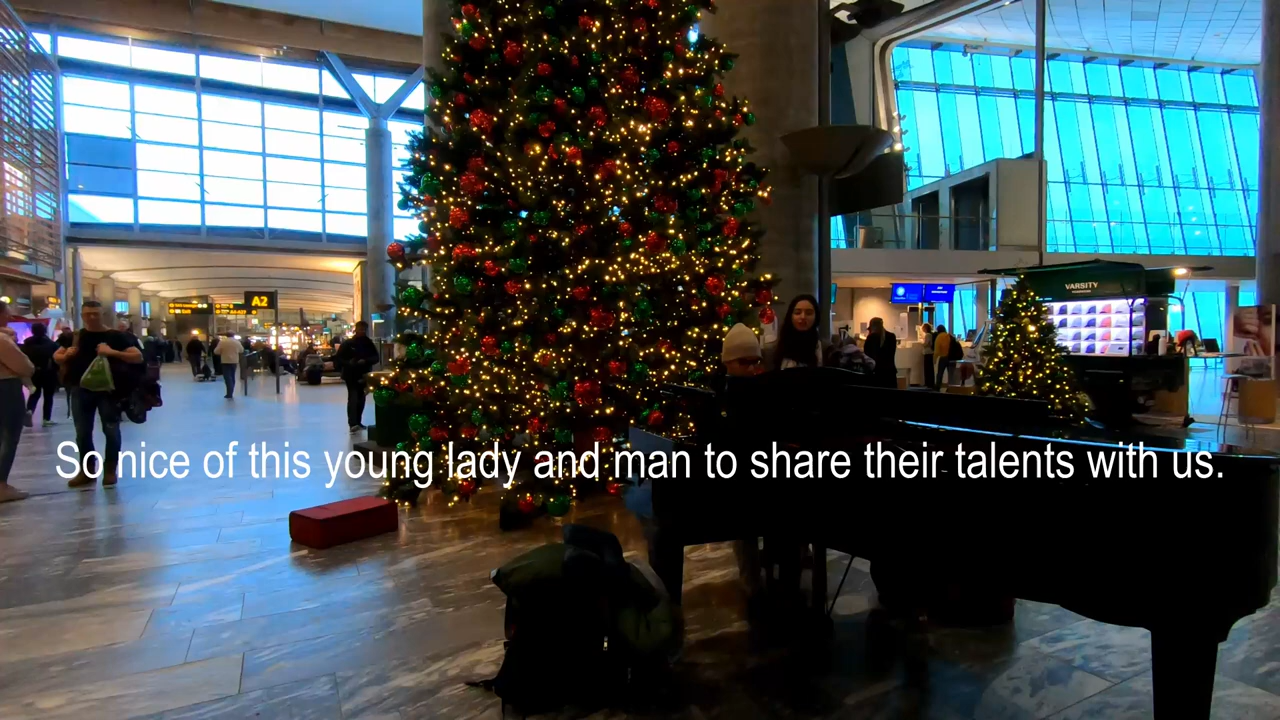 A2
VARSITY
So nice of this young lady and man to share their talents with us.